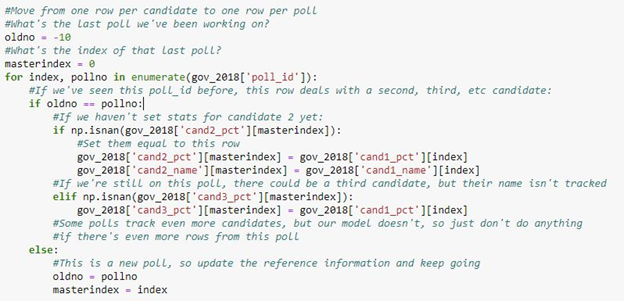 #Move from one row per candidate to one row per poll
#What's the last poll we've been working on?
oldno = -10
#What's the index of that last poll?
masterindex = 0
for index, pollno in enumerate(gov_2018['poll_id']):
    #If we've seen this poll_id before, this row deals with a second, third, etc candidate:
    if oldno == pollno:
        #If we haven't set stats for candidate 2 yet:
        if np.isnan(gov_2018['cand2_pct'][masterindex]):
            #Set them equal to this row
            gov_2018['cand2_pct'][masterindex] = gov_2018['cand1_pct'][index]
            gov_2018['cand2_name'][masterindex] = gov_2018['cand1_name'][index]
        #If we're still on this poll, there could be a third candidate, but their name isn't tracked
        elif np.isnan(gov_2018['cand3_pct'][masterindex]):
            gov_2018['cand3_pct'][masterindex] = gov_2018['cand1_pct'][index]
        #Some polls track even more candidates, but our model doesn't, so just don't do anything
        #if there's even more rows from this poll
    else:
        #This is a new poll, so update the reference information and keep going
        oldno = pollno
        masterindex = index